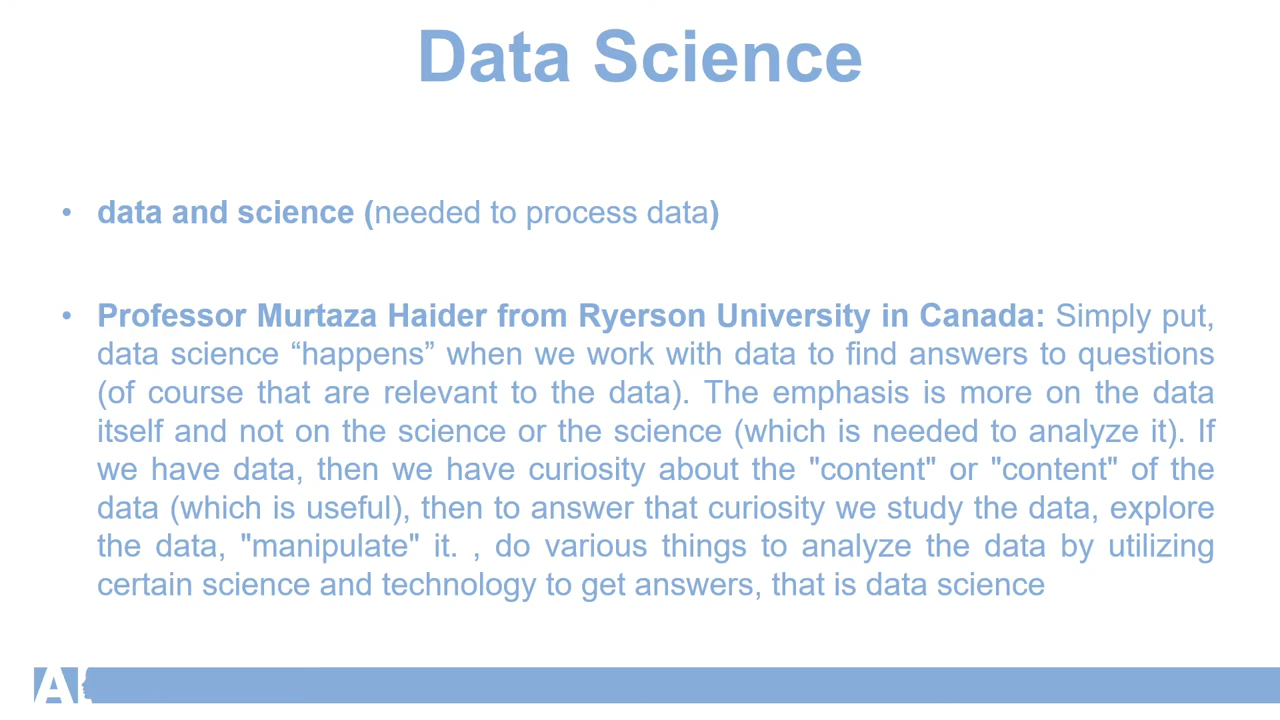 Data Science
• data and science (needed to process data)
• Professor Murtaza Haider from Ryerson University in Canada: Simply put,
data science “happens” when we work with data to find answers to questions
(of course that are relevant to the data). The emphasis is more on the data
itself and not on the science or the science (which is needed to analyze it). If
we have data, then we have curiosity about the "content" or "content" of the
data (which is useful), then to answer that curiosity we study the data, explore
the data, "manipulate" it. , do various things to analyze the data by utilizing
certain science and technology to get answers, that is data science